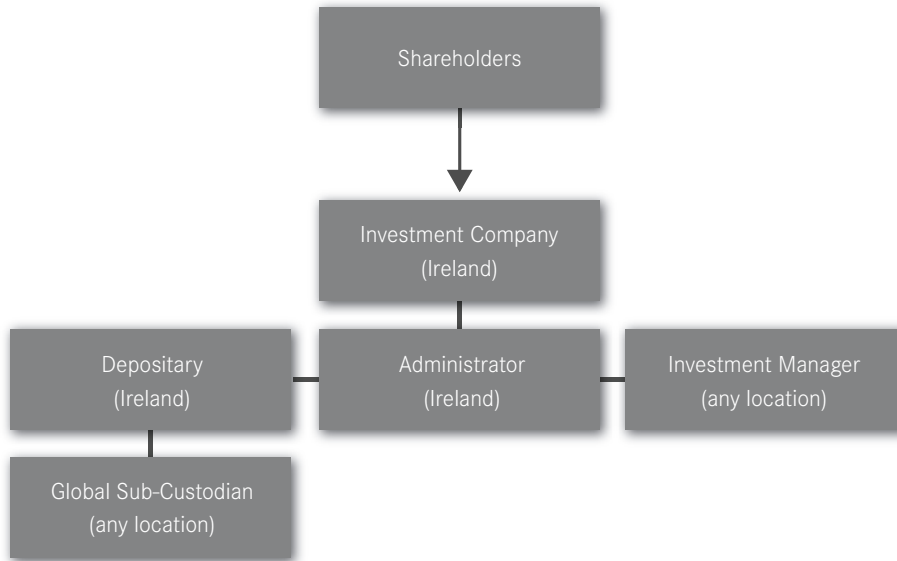 Shareholders
Investment Company
(Ireland)
Depositary
(Ireland)
Administrator
(Ireland)
Investment Manager
(any location)
Global Sub-Custodian
(any location)